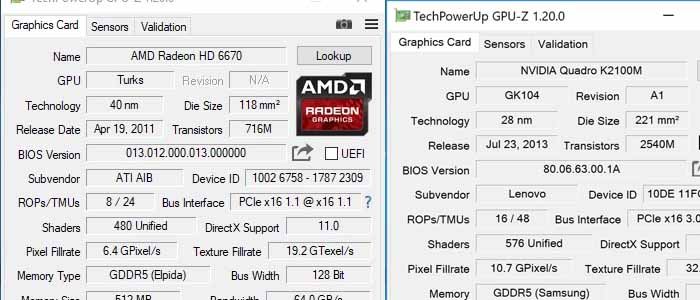 TechPowerUp GPU-Z 1.20.0
Graphics Card Sensors Validation
Name AMD Radeon HD 6670 Lookup
GPU Turks Revision N/A
Technology 40 nm Die Size 118 mm²
Release Date Apr 19, 2011 Transistors 716M
BIOS Version 013.012.000.013.000000 UEFI
Subvendor ATI AIB Device ID 1002 6758 - 1787 2309
ROPs/TMUs 8 / 24 Bus Interface PCIe x16 1.1 @ x16 1.1 ?
Shaders 480 Unified DirectX Support 11.0
Pixel Fillrate 6.4 GPixel/s Texture Fillrate 19.2 GTexel/s
Memory Type GDDR5 (Elpida) Bus Width 128 Bit
Memory Size 512 MB Bandwidth 64.0 GB/s
AMD
RADEON
GRAPHICS
TechPowerUp GPU-Z 1.20.0
Graphics Card Sensors Validation
Name NVIDIA Quadro K2100M
GPU GK104 Revision A1
Technology 28 nm Die Size 221 mm²
Release Jul 23, 2013 Transistors 2540M
BIOS Version 80.06.63.00.1A
Subvendor Lenovo Device ID 10DE 11FC
ROPs/TMUs 16 / 48 Bus Interface PCIe x16 3.0
Shaders 576 Unified DirectX Support
Pixel Fillrate 10.7 GPixel/s Texture Fillrate 32.
Memory Type GDDR5 (Samsung) Bus Width